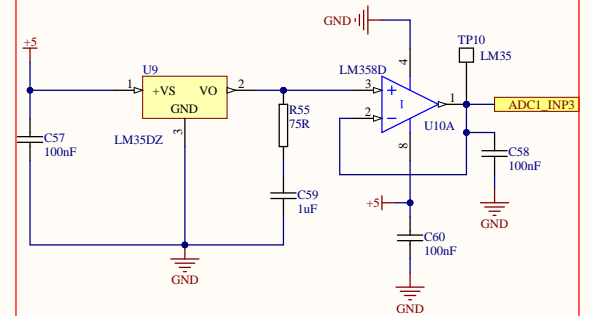 GND
+5
TP10
U9
LM358D
4
LM35
1
+VS
VO
2
3
+
1
ADC1_INP3
GND
R55
75R
2
−
U10A
LM35DZ
3
8
C57
100nF
C58
100nF
C59
1uF
+5
GND
C60
100nF
GND
GND